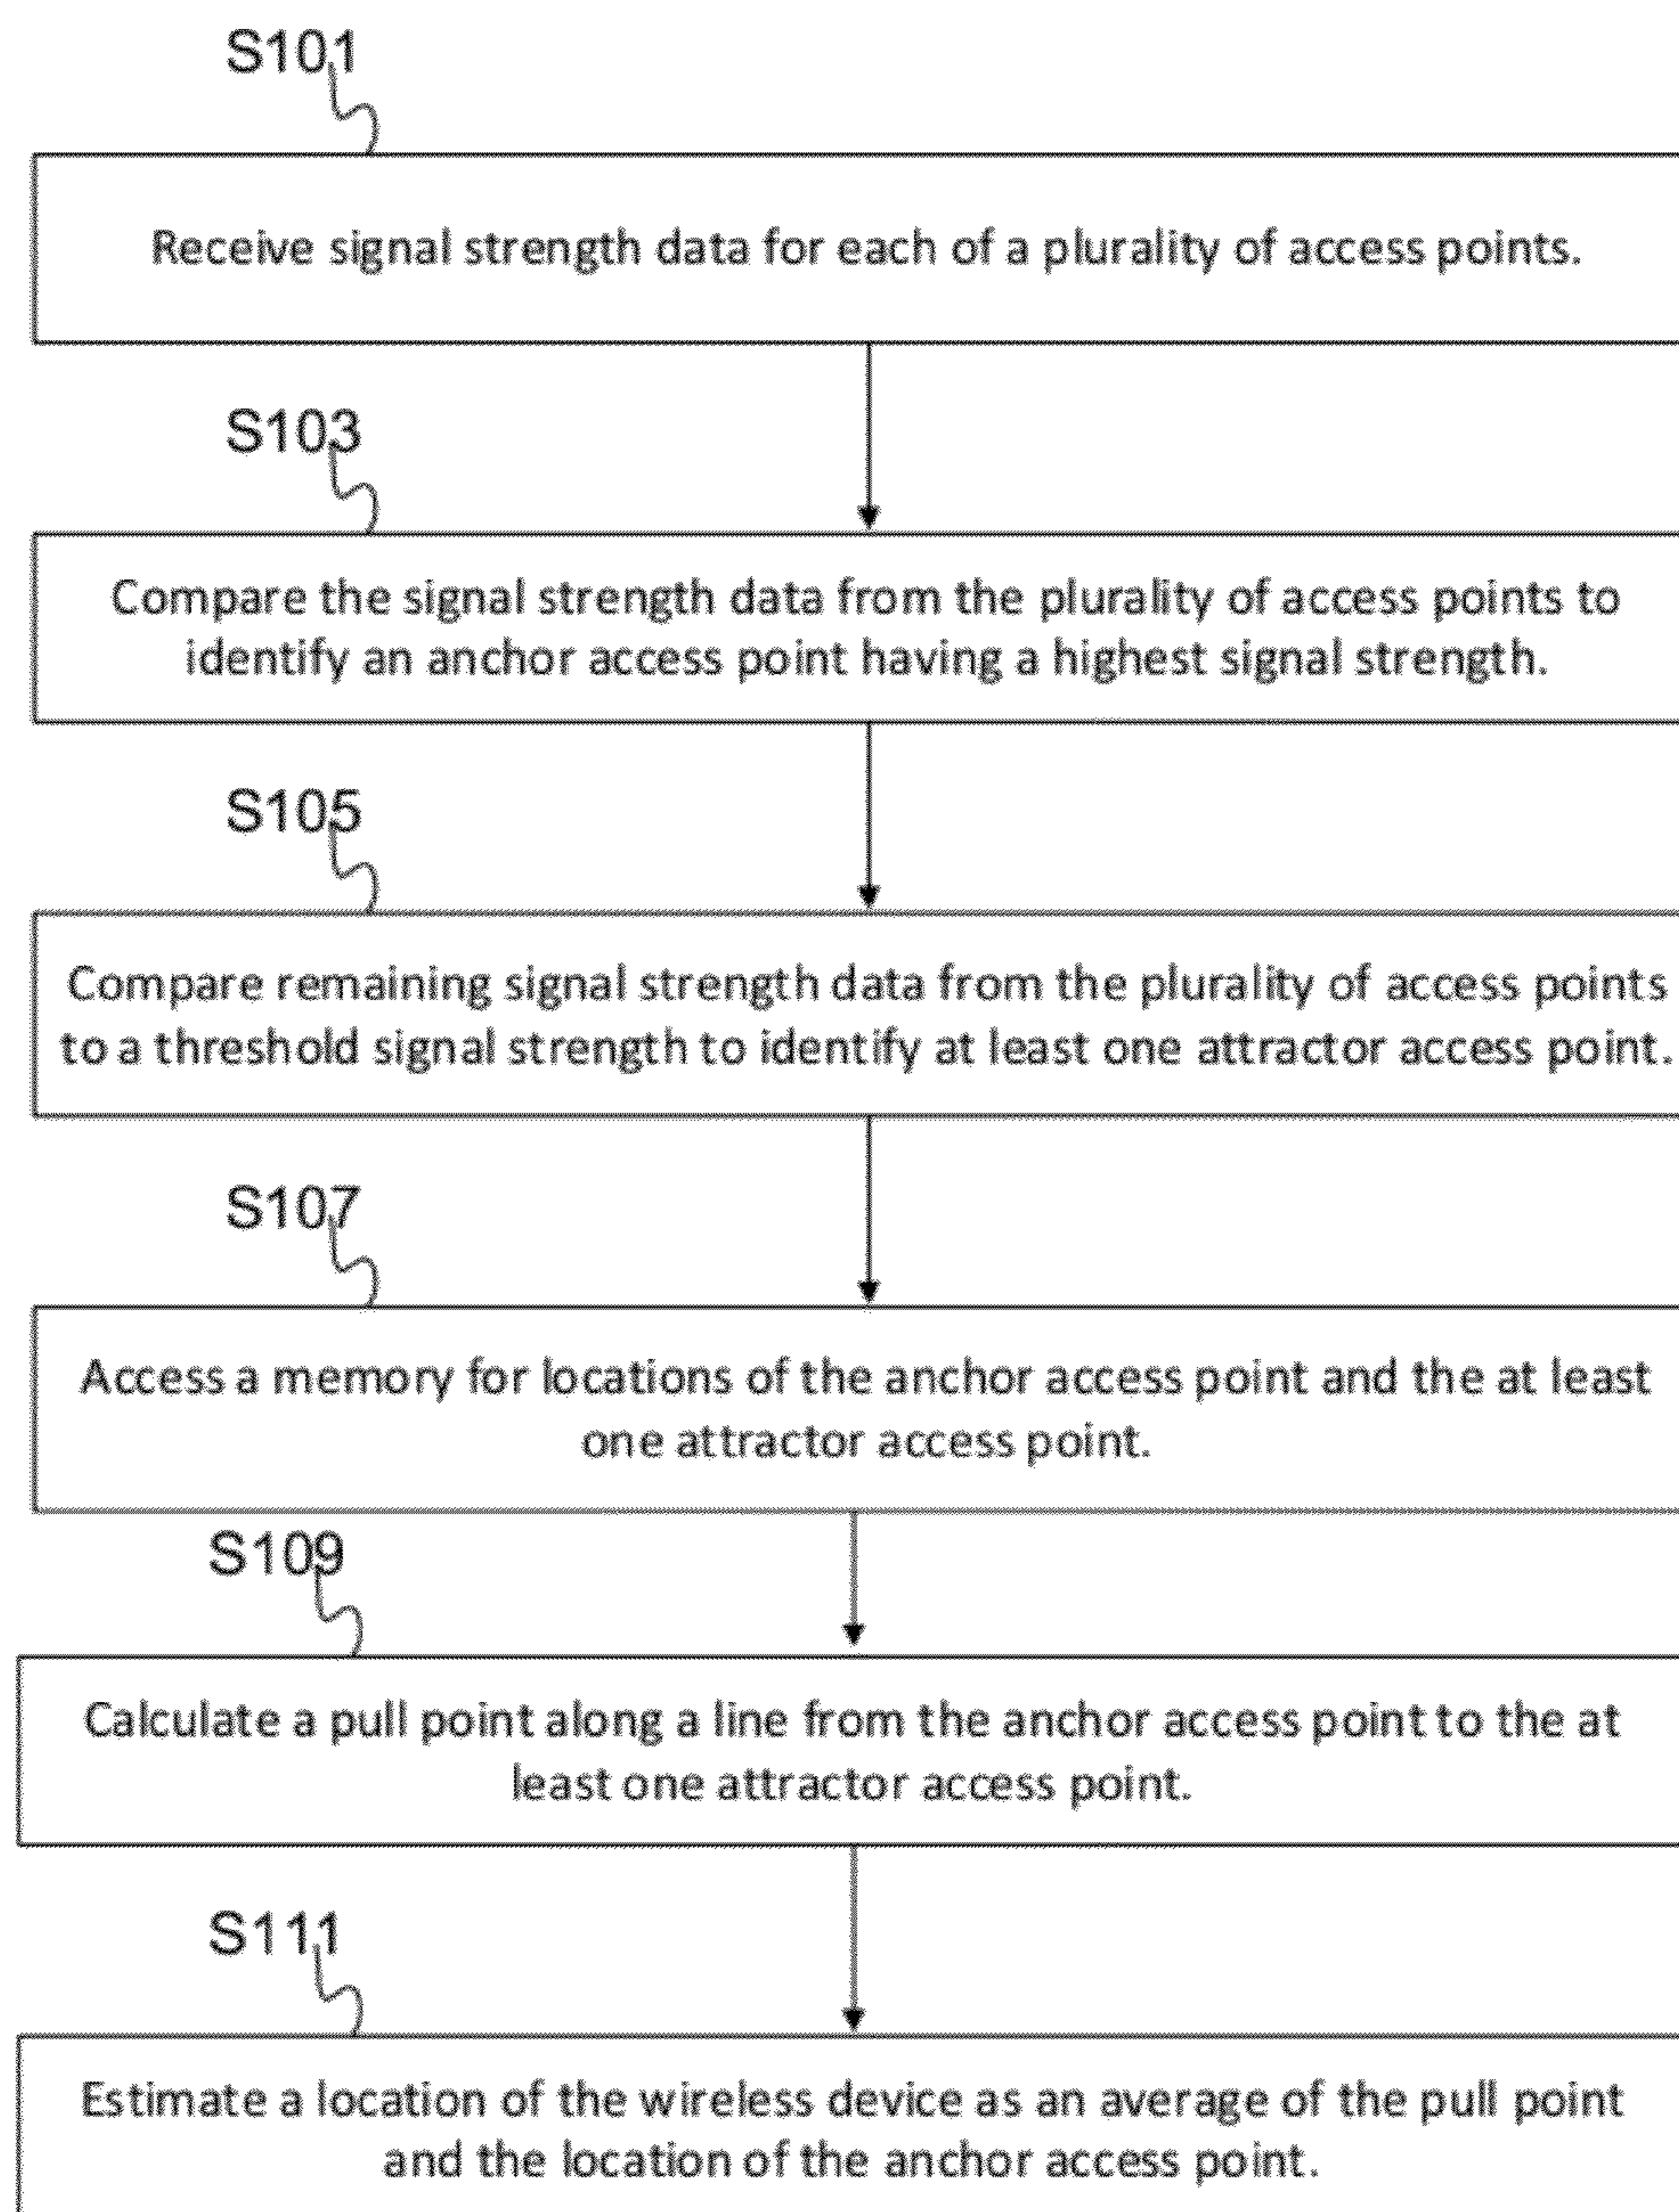 S101
Receive signal strength data for each of a plurality of access points.
S103
Compare the signal strength data from the plurality of access points to
identify an anchor access point having a highest signal strength.
S105
Compare remaining signal strength data from the plurality of access points
to a threshold signal strength to identify at least one attractor access point.
S107
Access a memory for locations of the anchor access point and the at least
one attractor access point.
S109
Calculate a pull point along a line from the anchor access point to the at
least one attractor access point.
S111
Estimate a location of the wireless device as an average of the pull point
and the location of the anchor access point.